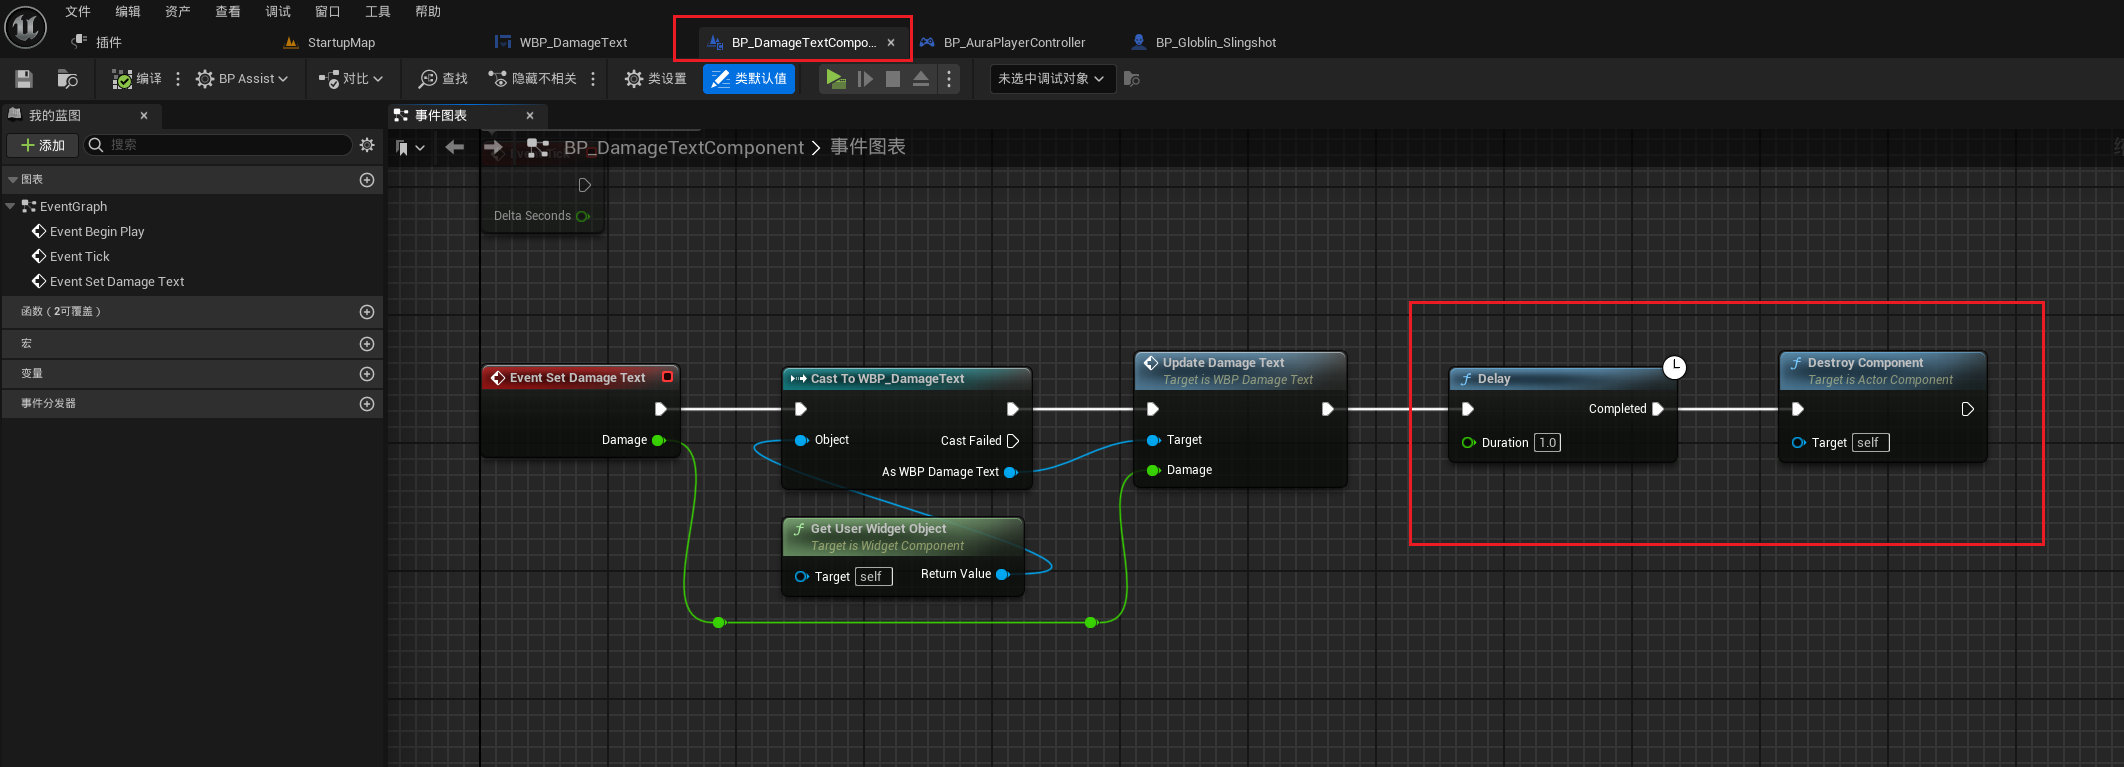 文件 编辑 资产 查看 调试 窗口 工具 帮助
插件 StartupMap WBP_DamageText BP_DamageTextCompo... BP_AuraPlayerController BP_Globlin_Slingshot
编译 BP Assist 对比 查找 隐藏不相关 类设置 类默认值 未选中调试对象
我的蓝图 事件图表
添加 搜索
BP_DamageTextComponent > 事件图表
Event Tick
图表
EventGraph
Delta Seconds
Event Begin Play
Event Tick
Event Set Damage Text
函数（2可覆盖）
宏
变量
事件分发器
Event Set Damage Text
Damage
Cast To WBP_DamageText
Object
Cast Failed
As WBP Damage Text
Get User Widget Object
Target is Widget Component
Target self
Return Value
Update Damage Text
Target is WBP Damage Text
Target
Damage
Delay
Completed
Duration 1.0
Destroy Component
Target is Actor Component
Target self